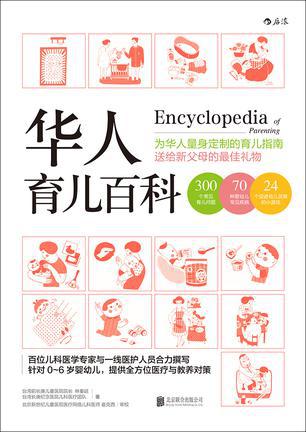 后浪
Encyclopedia
of
Parenting
华人
育儿百科
为华人量身定制的育儿指南
送给新父母的最佳礼物
300
70
24
百位儿科医学专家与一线医护人员合力撰写
针对 0~6 岁婴幼儿，提供全方位医疗与教养对策
北京联合出版公司